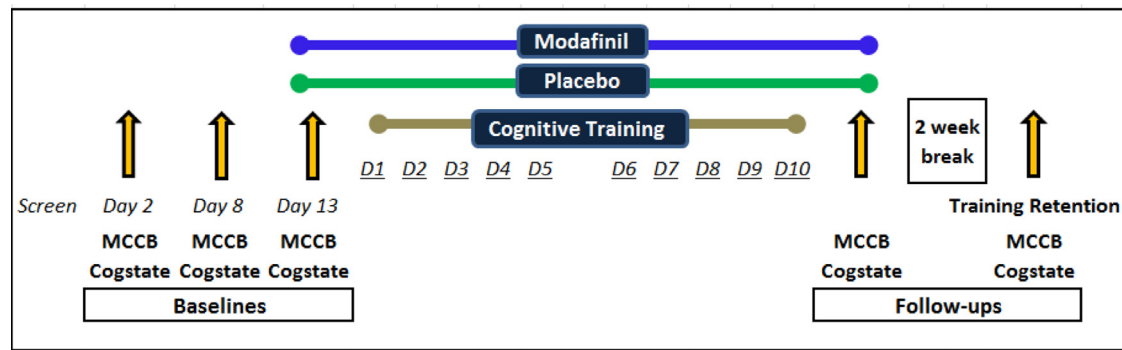 Modafinil
Placebo
Cognitive Training
D1 D2 D3 D4 D5 D6 D7 D8 D9 D10
2 week
break
Screen Day 2 Day 8 Day 13 Training Retention
MCCB MCCB MCCB MCCB MCCB
Cogstate Cogstate Cogstate Cogstate Cogstate
Baselines Follow-ups